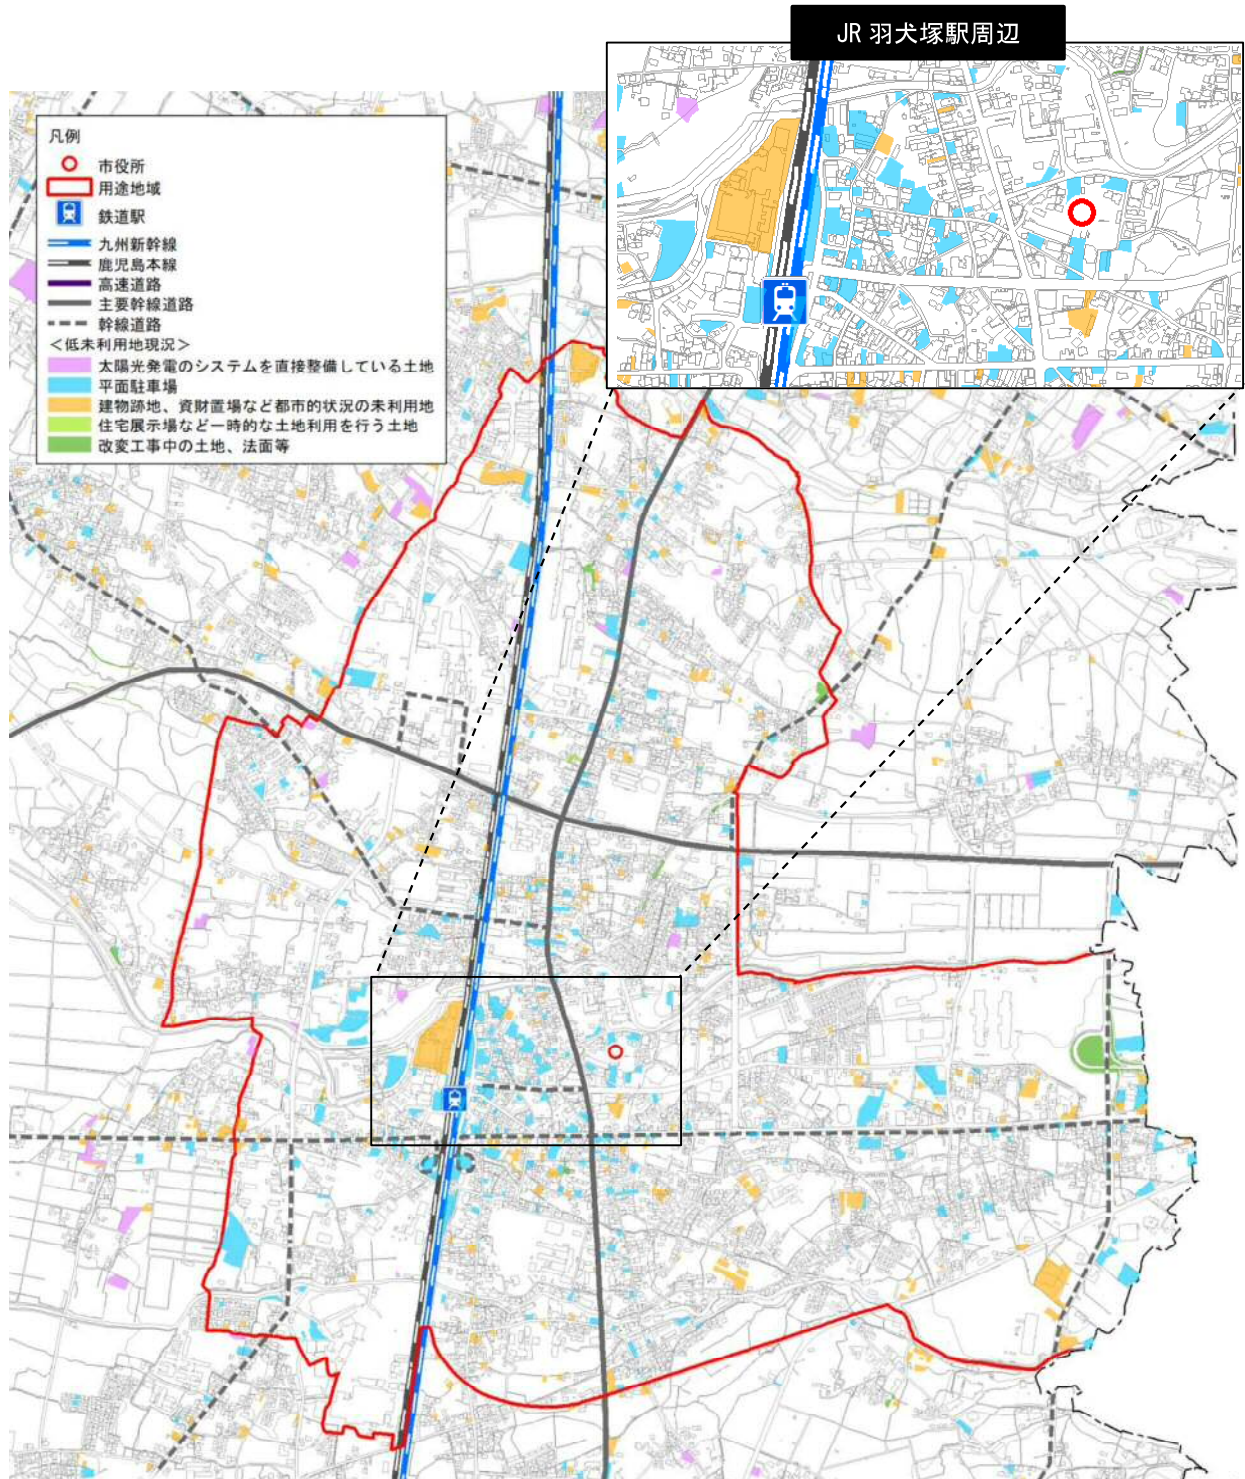 JR 羽犬塚駅周辺
凡例
市役所
用途地域
鉄道駅
九州新幹線
鹿児島本線
高速道路
主要幹線道路
幹線道路
＜低未利用地現況＞
太陽光発電のシステムを直接整備している土地
平面駐車場
建物跡地、資財置場など都市的状況の未利用地
住宅展示場など一時的な土地利用を行う土地
改変工事中の土地、法面等